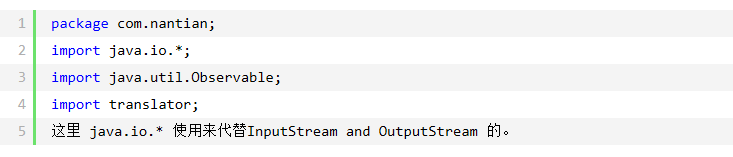 1 package com.nantian;
2 import java.io.*;
3 import java.util.Observable;
4 import translator;
5 这里 java.io.* 使用来代替InputStream and OutputStream 的。